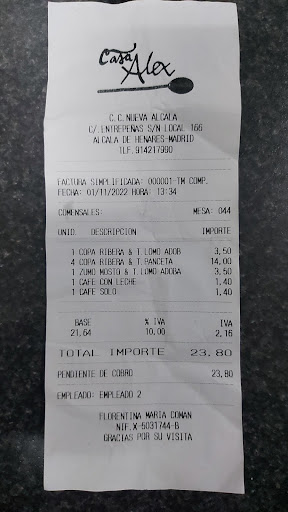 Casa
Alex
C.C.NUEVA ALCALA
C/.ENTREPEÑAS S/N LOCAL 166
ALCALA DE HENARES-MADRID
TLF.914217990
FACTURA SIMPLIFICADA: 000001-TM COMP.
FECHA: 01/11/2022 HORA: 13:34
COMENSALES: MESA: 044
UNID. DESCRIPCION IMPORTE
1 COPA RIBERA & T.LOMO ADOB 3,50
4 COPA RIBERA & T.PANCETA 14,00
1 ZUMO MOSTO & T.LOMO ADOBA 3,50
1 CAFE CON LECHE 1,40
1 CAFE SOLO 1,40
BASE % IVA IVA
21,64 10,00 2,16
TOTAL IMPORTE 23,80
PENDIENTE DE COBRO 23,80
EMPLEADO: EMPLEADO 2
FLORENTINA MARIA COMAN
NIF.X-5031744-B
GRACIAS POR SU VISITA